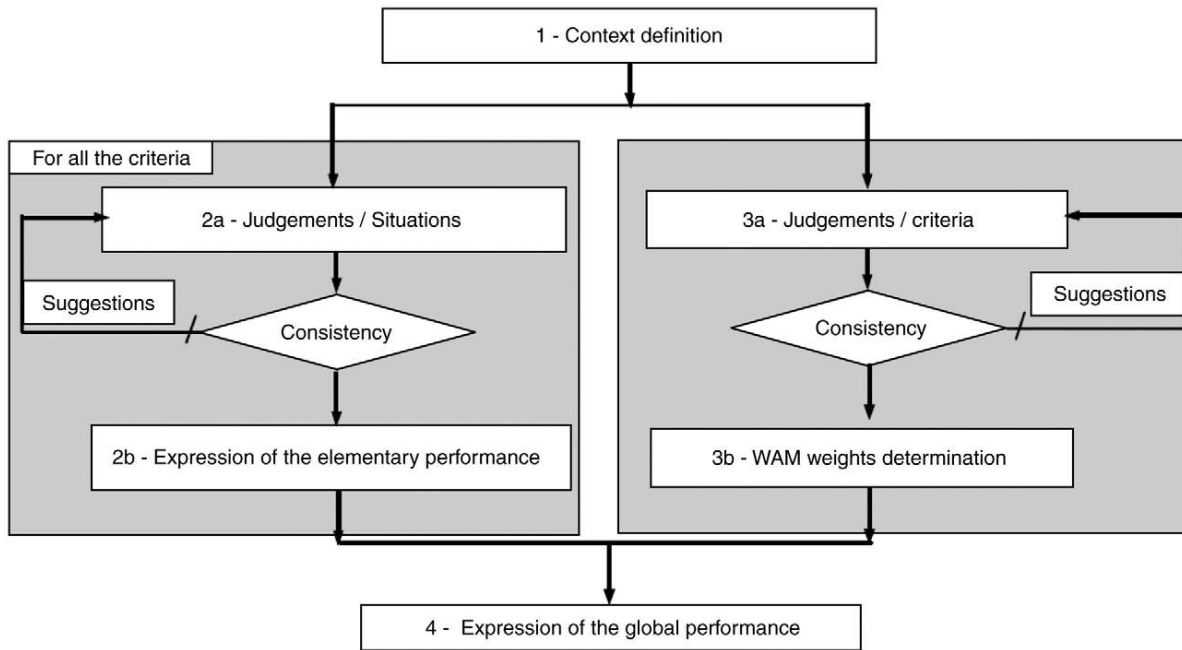 1 - Context definition
For all the criteria
2a - Judgements / Situations
3a - Judgements / criteria
Suggestions
Suggestions
Consistency
Consistency
2b - Expression of the elementary performance
3b - WAM weights determination
4 - Expression of the global performance